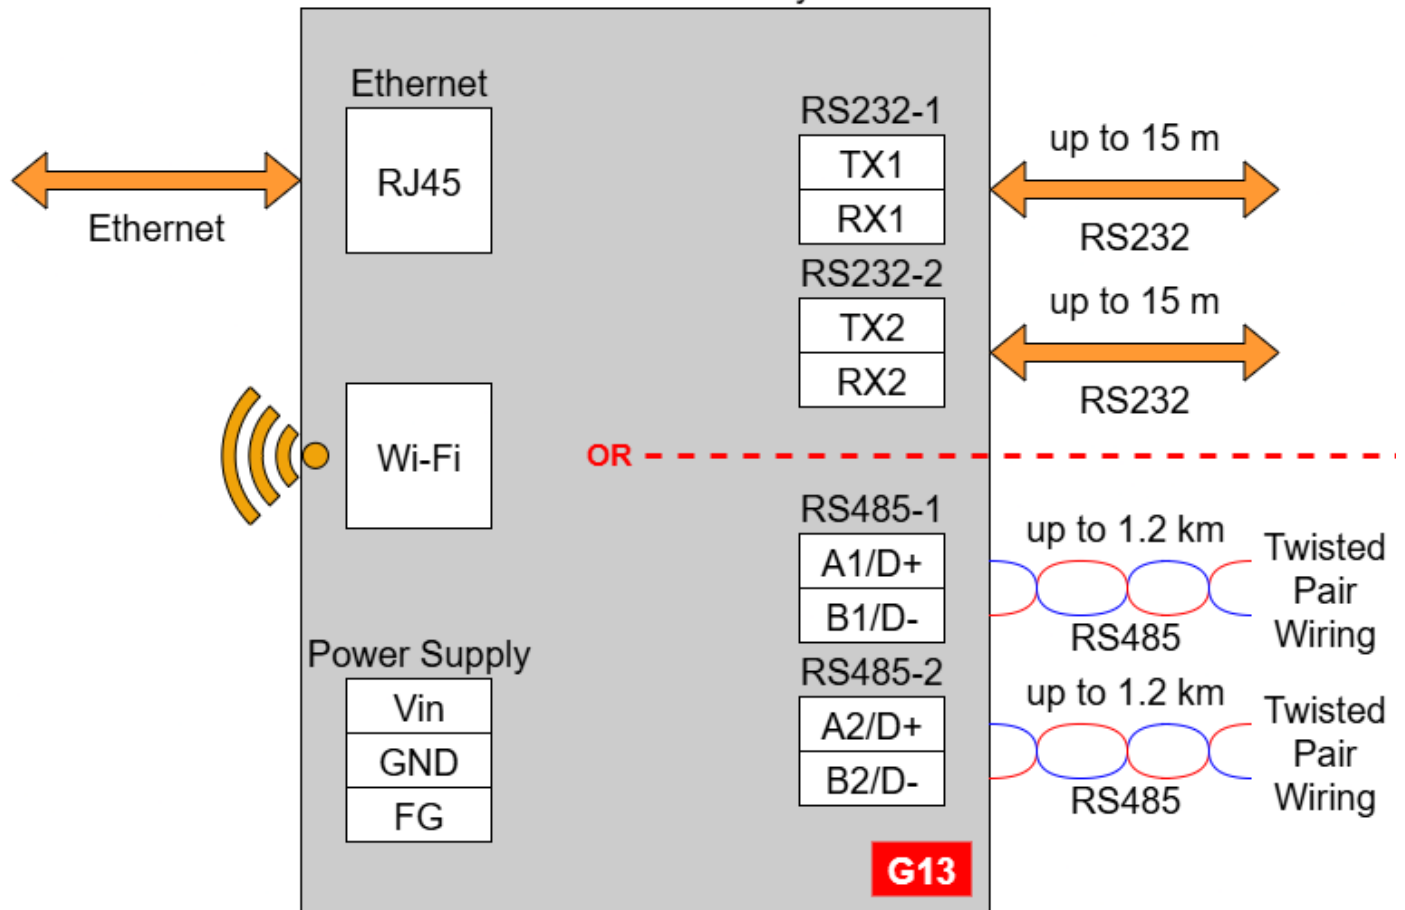 Ethernet
RJ45
Ethernet
Wi-Fi
Power Supply
Vin
GND
FG
RS232-1
TX1
RX1
up to 15 m
RS232
RS232-2
TX2
RX2
up to 15 m
RS232
OR
RS485-1
A1/D+
B1/D-
up to 1.2 km
RS485
Twisted
Pair
Wiring
RS485-2
A2/D+
B2/D-
up to 1.2 km
RS485
Twisted
Pair
Wiring
G13